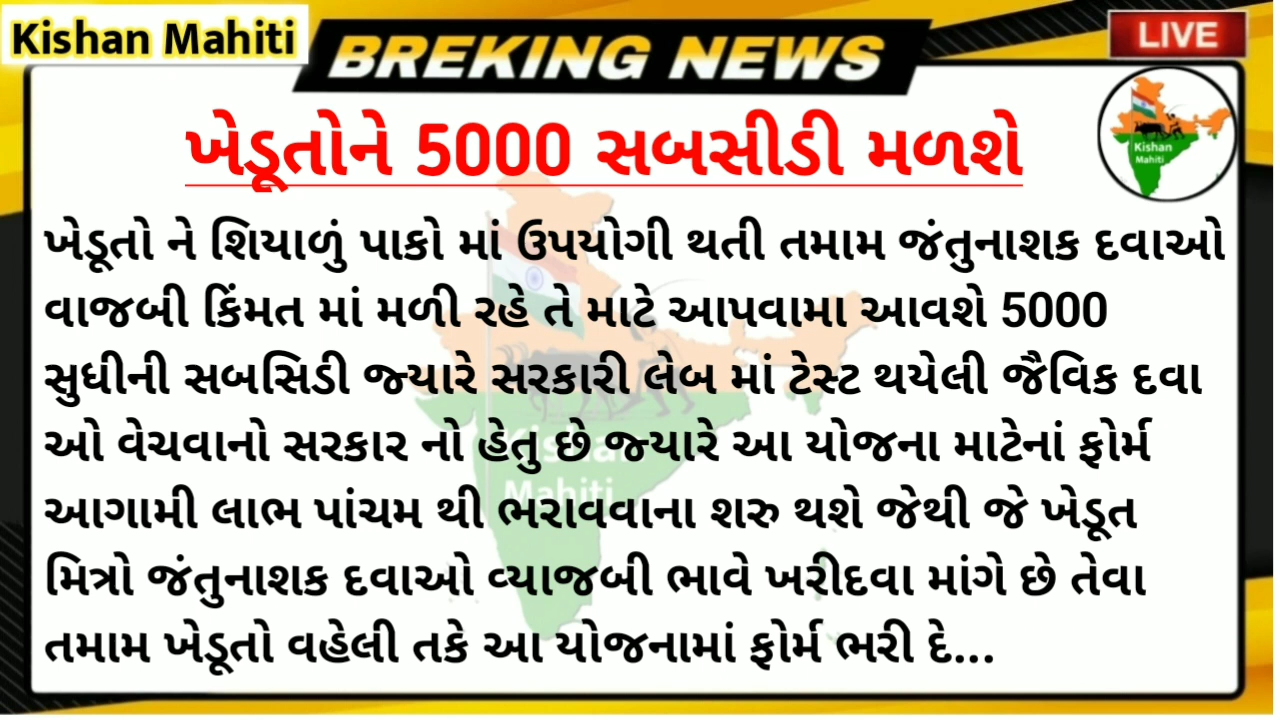 Kishan Mahiti
BREKING NEWS
LIVE
Kishan
Mahiti
ખેડૂતોને 5000 સબસીડી મળશે
ખેડૂતો ને શિયાળું પાકો માં ઉપયોગી થતી તમામ જંતુનાશક દવાઓ
વાજબી કિંમત માં મળી રહે તે માટે આપવામા આવશે 5000
સુધીની સબસિડી જ્યારે સરકારી લેબ માં ટેસ્ટ થયેલી જૈવિક દવા
ઓ વેચવાનો સરકાર નો હેતુ છે જ્યારે આ યોજના માટેનાં ફોર્મ
આગામી લાભ પાંચમ થી ભરાવવાના શરુ થશે જેથી જે ખેડૂત
મિત્રો જંતુનાશક દવાઓ વ્યાજબી ભાવે ખરીદવા માંગે છે તેવા
તમામ ખેડૂતો વહેલી તકે આ યોજનામાં ફોર્મ ભરી દે...
Kishan
Mahiti